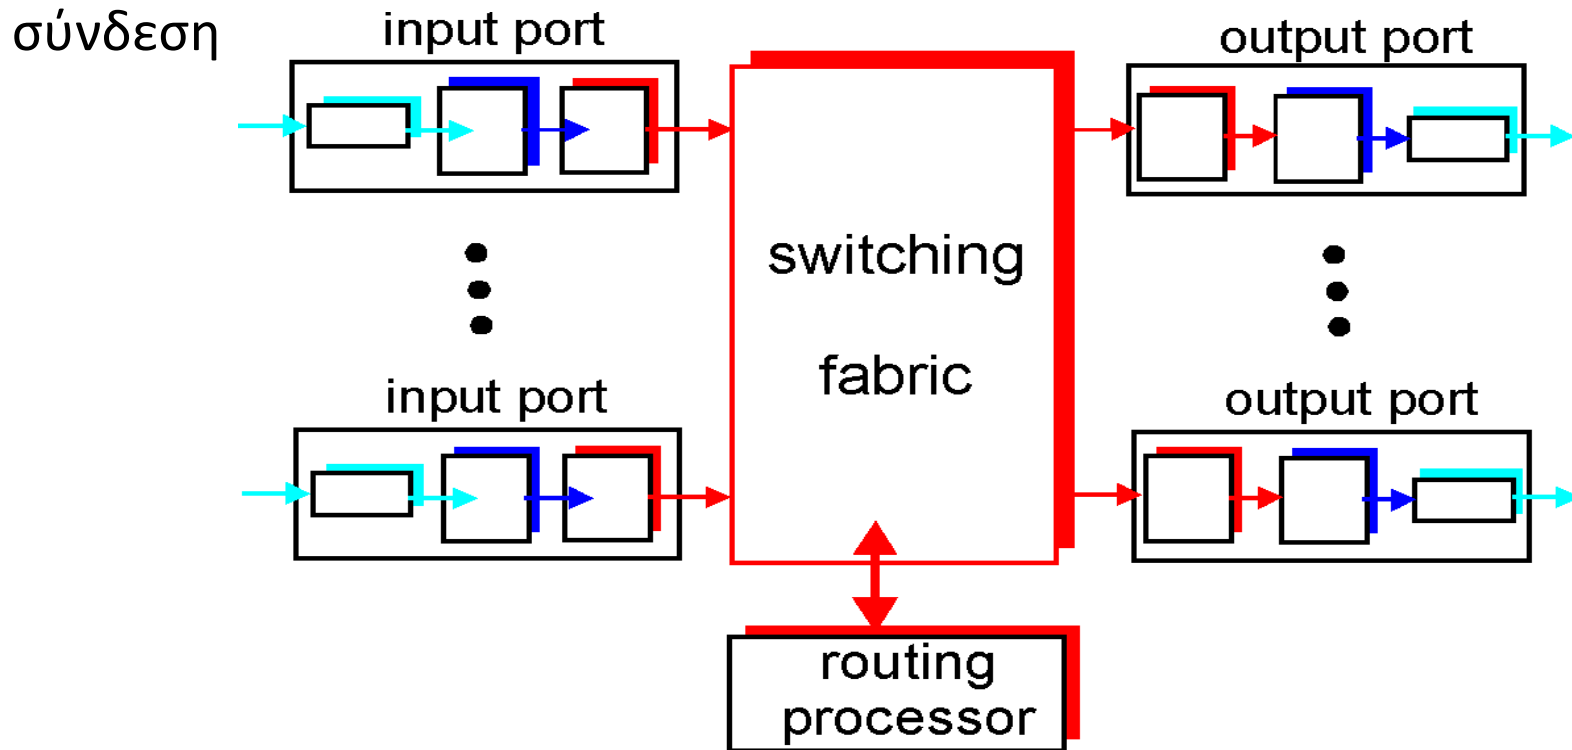 σύνδεση
input port
output port
switching
fabric
input port
output port
routing
processor